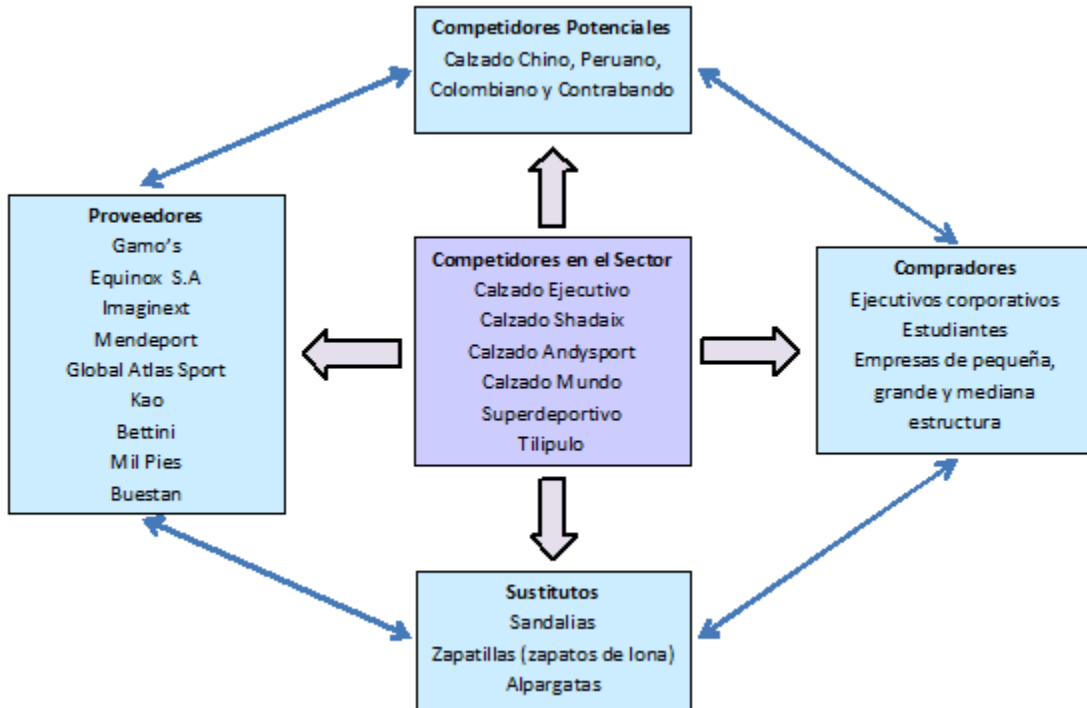 Competidores Potenciales
Calzado Chino, Peruano,
Colombiano y Contrabando
Proveedores
Gamo's
Equinox S.A
Imaginext
Mendeport
Global Atlas Sport
Kao
Bettini
Mil Pies
Buestan
Competidores en el Sector
Calzado Ejecutivo
Calzado Shadaix
Calzado Andysport
Calzado Mundo
Superdeportivo
Tilipulo
Compradores
Ejecutivos corporativos
Estudiantes
Empresas de pequeña,
grande y mediana
estructura
Sustitutos
Sandalias
Zapatillas (zapatos de lona)
Alpargatas